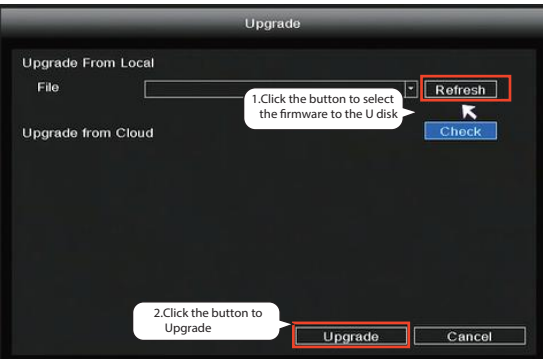 Upgrade
Upgrade From Local
File
Refresh
1.Click the button to select
the firmware to the U disk
Upgrade from Cloud
Check
2.Click the button to
Upgrade
Upgrade
Cancel